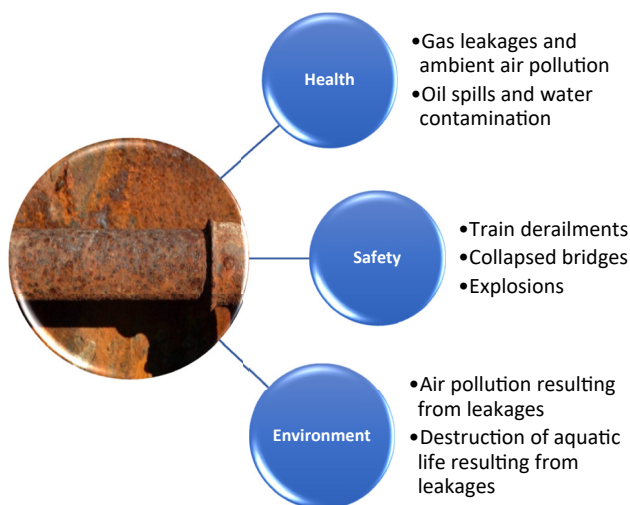 Health
•Gas leakages and
ambient air pollution
•Oil spills and water
contamination
Safety
•Train derailments
•Collapsed bridges
•Explosions
Environment
•Air pollution resulting
from leakages
•Destruction of aquatic
life resulting from
leakages